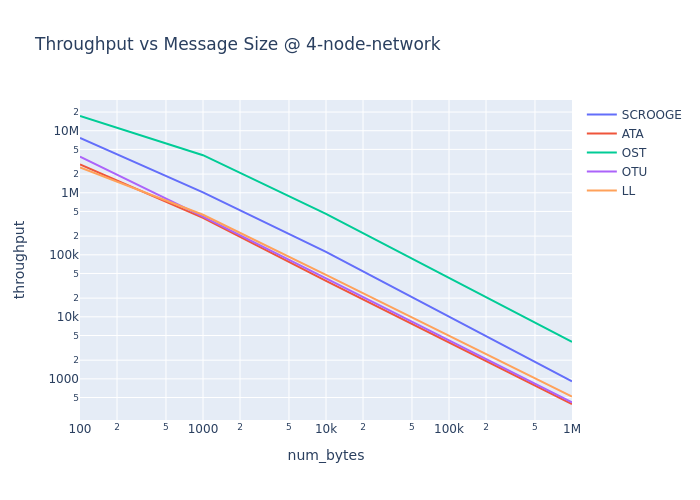 Throughput vs Message Size @ 4-node-network
throughput
2
10M
5
2
1M
5
2
100k
5
2
10k
5
2
1000
5
100 2 5 1000 2 5 10k 2 5 100k 2 5 1M
num_bytes
SCROOGE
ATA
OST
OTU
LL